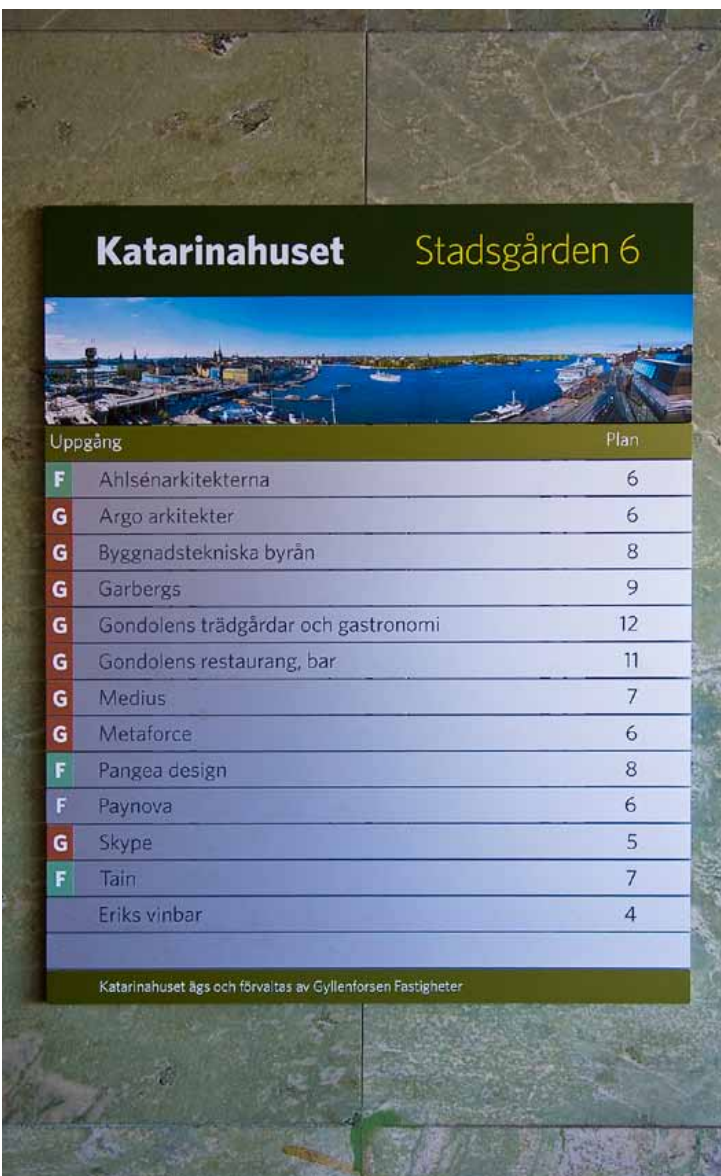 Katarinahuset Stadsgården 6
Uppgång Plan
F Ahlsénarkitekterna 6
G Argo arkitekter 6
G Byggnadstekniska byrån 8
G Garbergs 9
G Gondolens trädgårdar och gastronomi 12
G Gondolens restaurang, bar 11
G Medius 7
G Metaforce 6
F Pangea design 8
F Paynova 6
G Skype 5
F Tain 7
Eriks vinbar 4
Katarinahuset ägs och förvaltas av Gyllenforsen Fastigheter